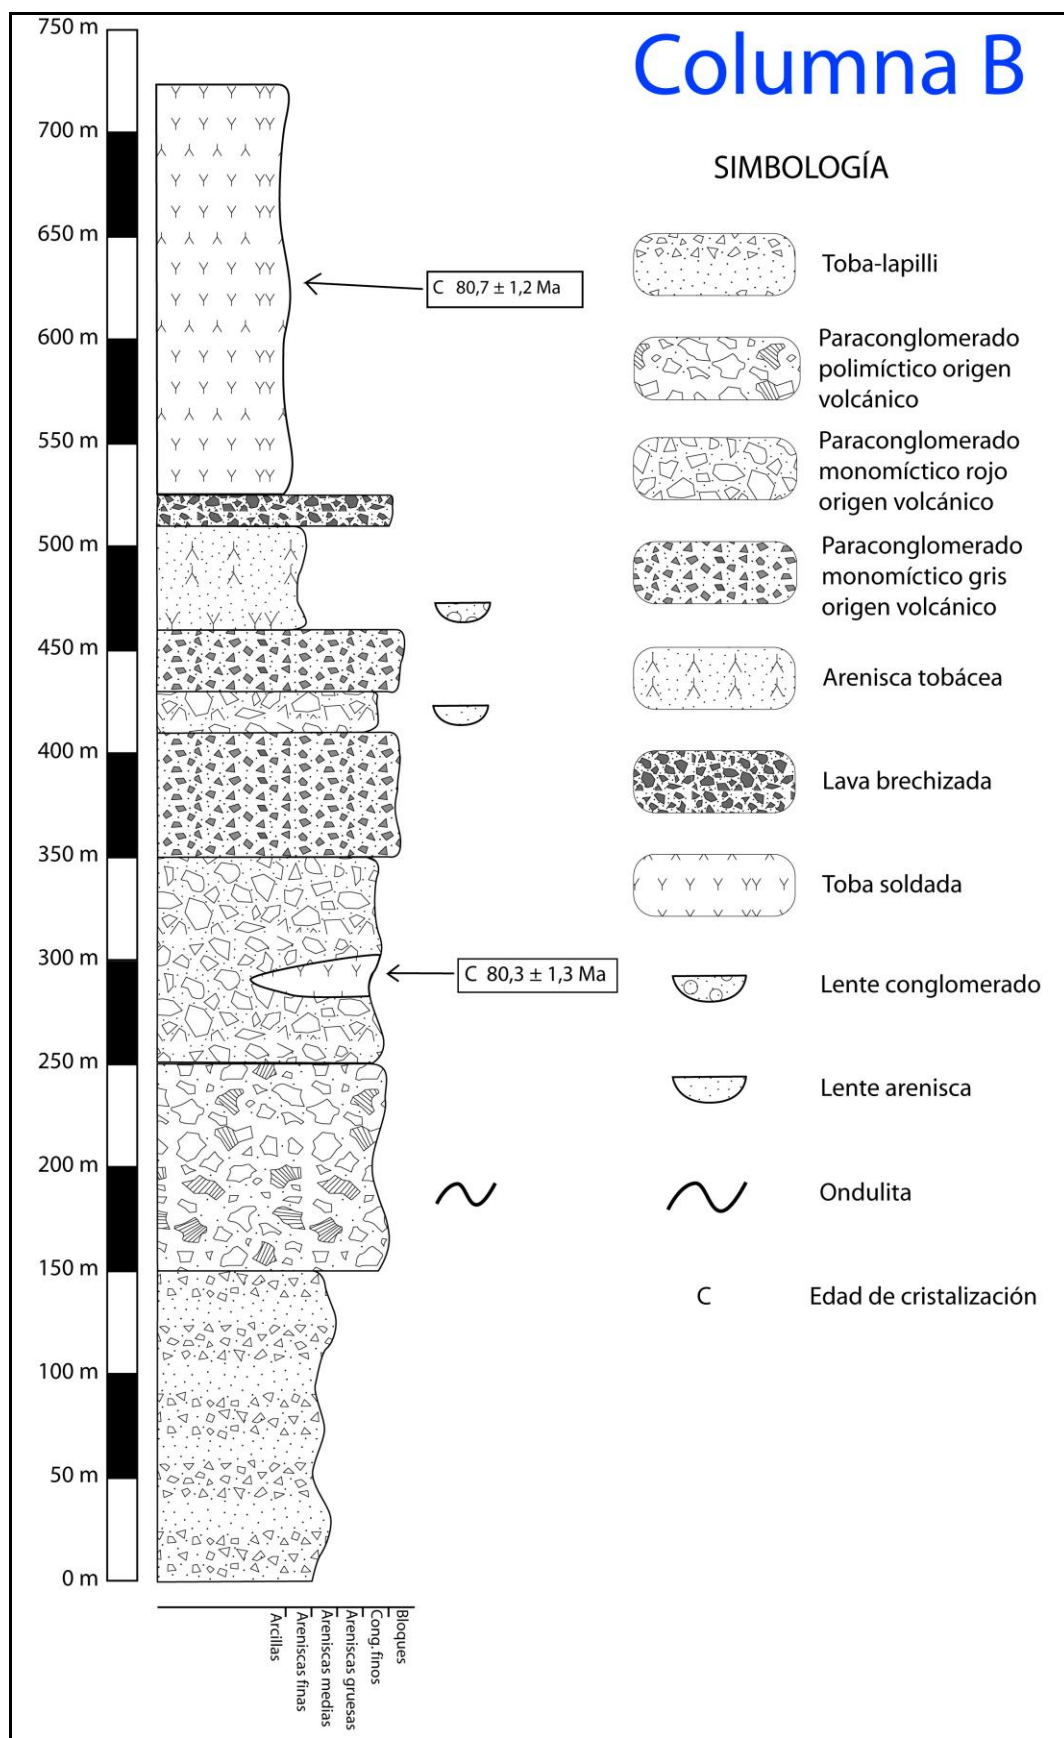 Columna B
750 m
700 m
650 m
600 m
550 m
500 m
450 m
400 m
350 m
300 m
250 m
200 m
150 m
100 m
50 m
0 m
C 80,7 ± 1,2 Ma
C 80,3 ± 1,3 Ma
Arcillas
Areniscas finas
Areniscas medias
Areniscas gruesas
Cong. finos
Bloques
SIMBOLOGÍA
Toba-lapilli
Paraconglomerado
polimíctico origen
volcánico
Paraconglomerado
monomíctico rojo
origen volcánico
Paraconglomerado
monomíctico gris
origen volcánico
Arenisca tobácea
Lava brechizada
Toba soldada
Lente conglomerado
Lente arenisca
Ondulita
C Edad de cristalización